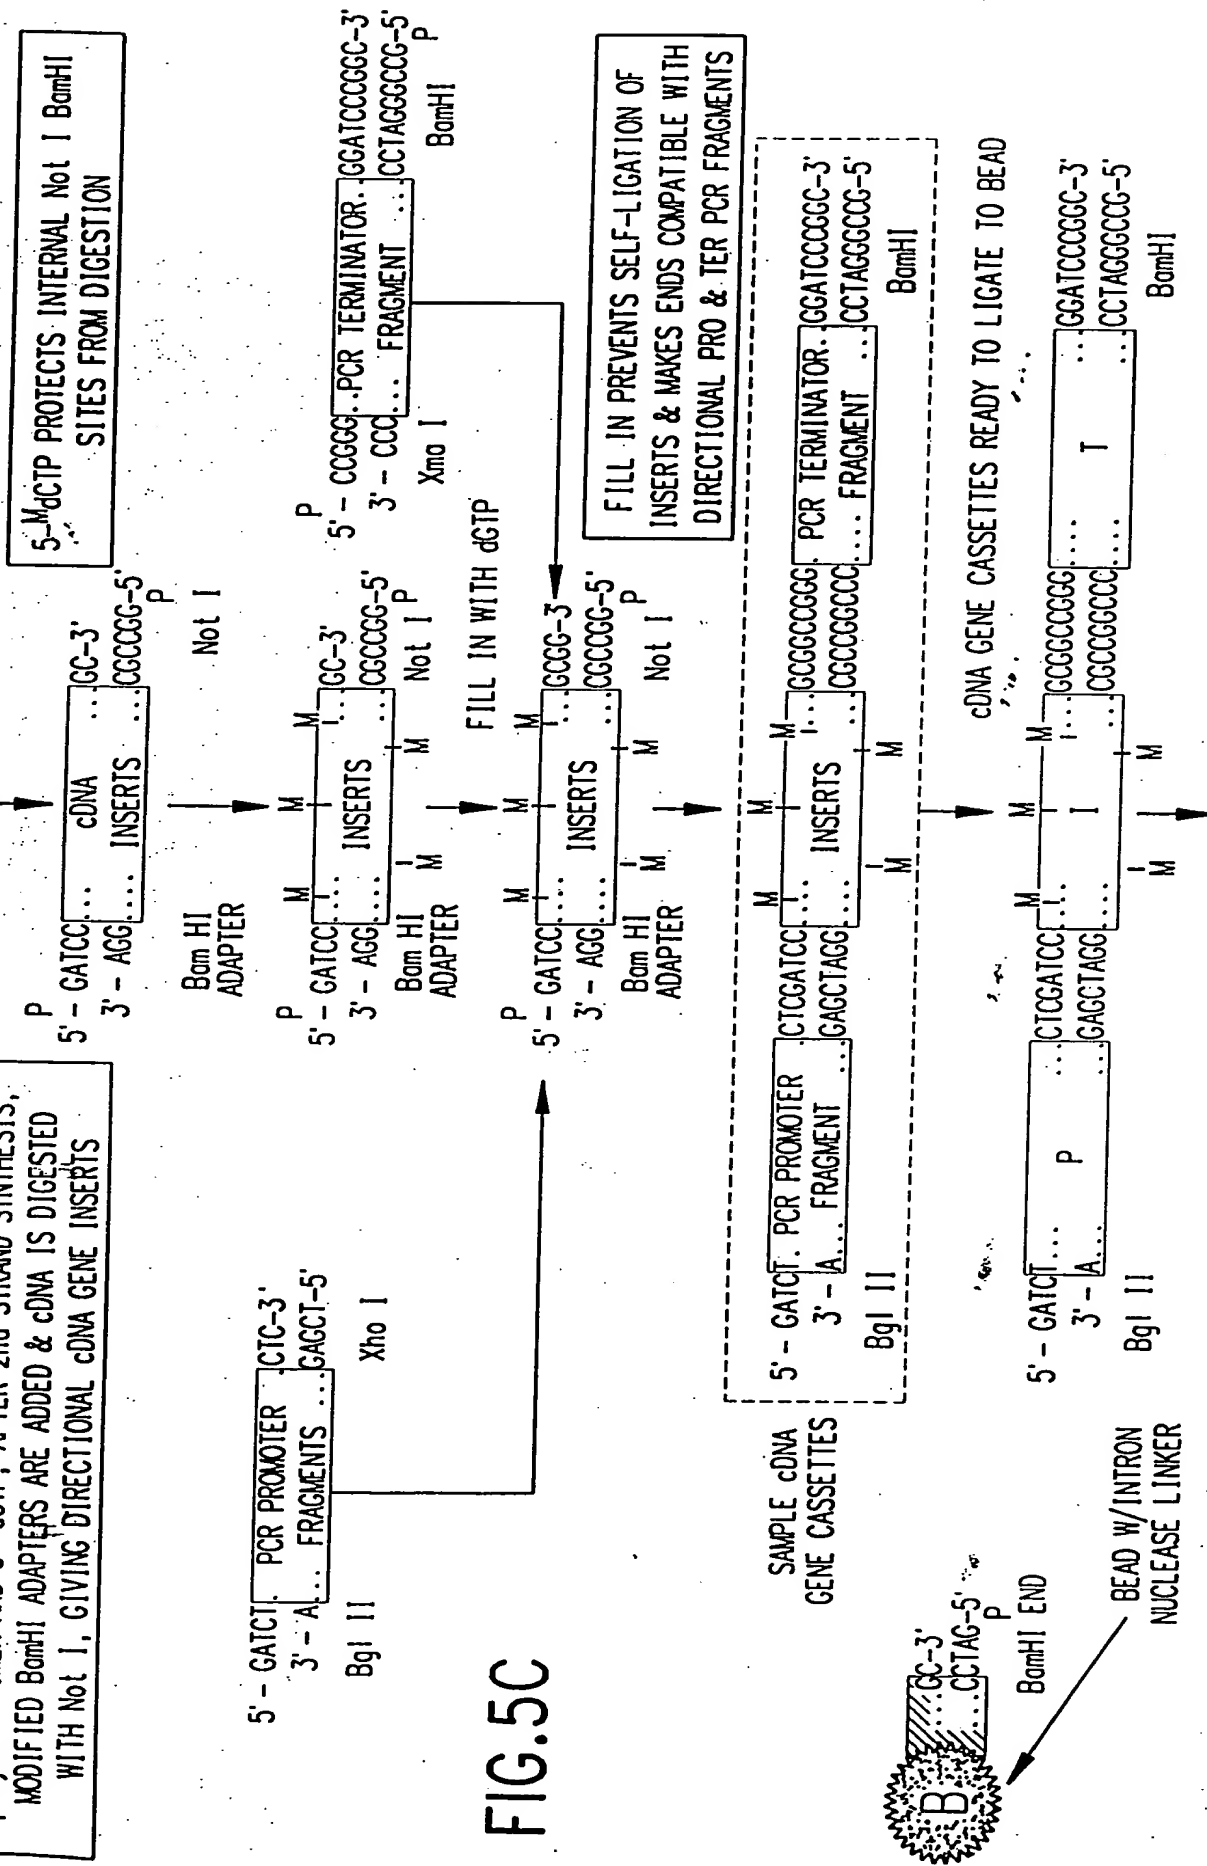 SYNTHESIS,
MODIFIED BamHI ADAPTERS ARE ADDED & cDNA IS DIGESTED
WITH Not I, GIVING DIRECTIONAL cDNA GENE INSERTS
5-MdCTP PROTECTS INTERNAL Not I BamHI
SITES FROM DIGESTION
P
5'- GATCC... cDNA ...GC-3'
3'- AGG.... INSERTS ...CGCCGG-5'
P
Bam HI
ADAPTER
Not I
5'- GATCT. PCR PROMOTER .CTC-3'
3'- A... FRAGMENTS ...GAGCT-5'
Bgl II
Xho I
M M M
P
5'- GATCC.... ...GC-3'
3'- AGG.... INSERTS ...CGCCGG-5'
P
M M
Bam HI
ADAPTER
Not I
P
5'- CCGGG..PCR TERMINATOR..GGATCCCGGC-3'
3'- CCC... FRAGMENT ...CCTAGGGCCG-5'
P
Xma I
BamHI
FILL IN WITH dGTP
M M M
P
5'- GATCC.... ...GCGG-3'
3'- AGG.... INSERTS ...CGCCGG-5'
P
M M
Bam HI
ADAPTER
Not I
FILL IN PREVENTS SELF-LIGATION OF
INSERTS & MAKES ENDS COMPATIBLE WITH
DIRECTIONAL PRO & TER PCR FRAGMENTS
FIG.5C
SAMPLE cDNA
GENE CASSETTES
M M M
5'- GATCT. PCR PROMOTER .CTCGATCC.... ...GCGGCCGGG. PCR TERMINATOR..GGATCCCGGC-3'
3'- A... FRAGMENT ...GAGCTAGG.... INSERTS ...CGCCGGCCC.... FRAGMENT ...CCTAGGGCCG-5'
M M
Bgl II
BamHI
cDNA GENE CASSETTES READY TO LIGATE TO BEAD
M M M
5'- GATCT... P ...CTCGATCC... I ...GCGGCCGGG.... T ...GGATCCCGGC-3'
3'- A... ...GAGCTAGG.... ...CGCCGGCCC.... ...CCTAGGGCCG-5'
M M
Bgl II
BamHI
B
GC-3'
...CCTAG-5'
P
BamHI END
BEAD W/INTRON
NUCLEASE LINKER